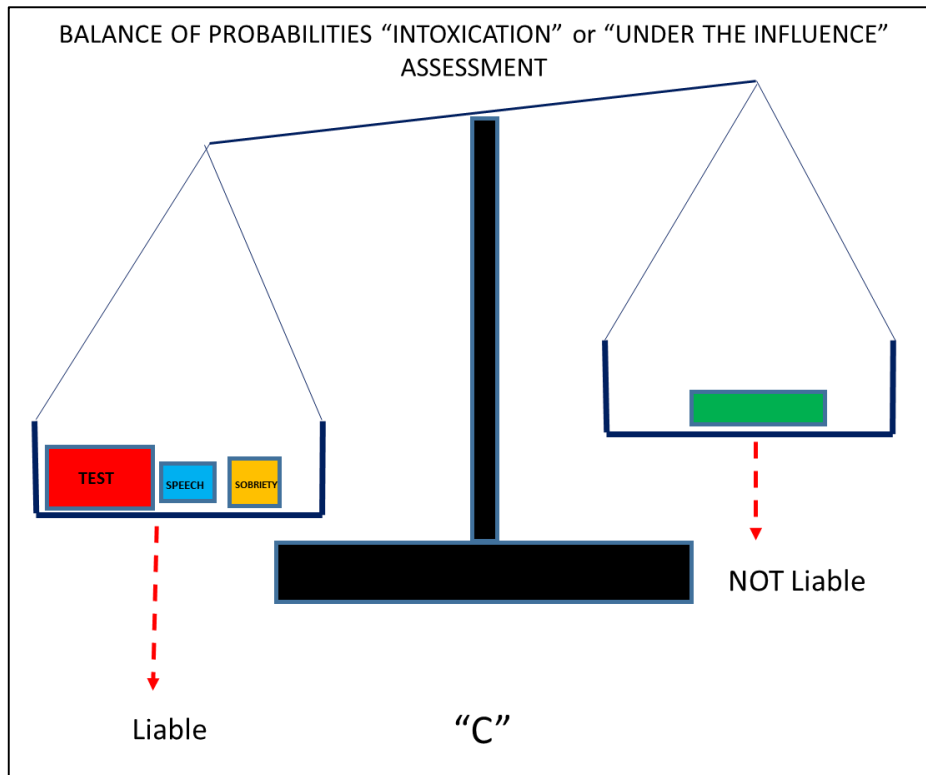 BALANCE OF PROBABILITIES “INTOXICATION” or “UNDER THE INFLUENCE”
ASSESSMENT
TEST
SPEECH
SOBRIETY
NOT Liable
Liable
“C”